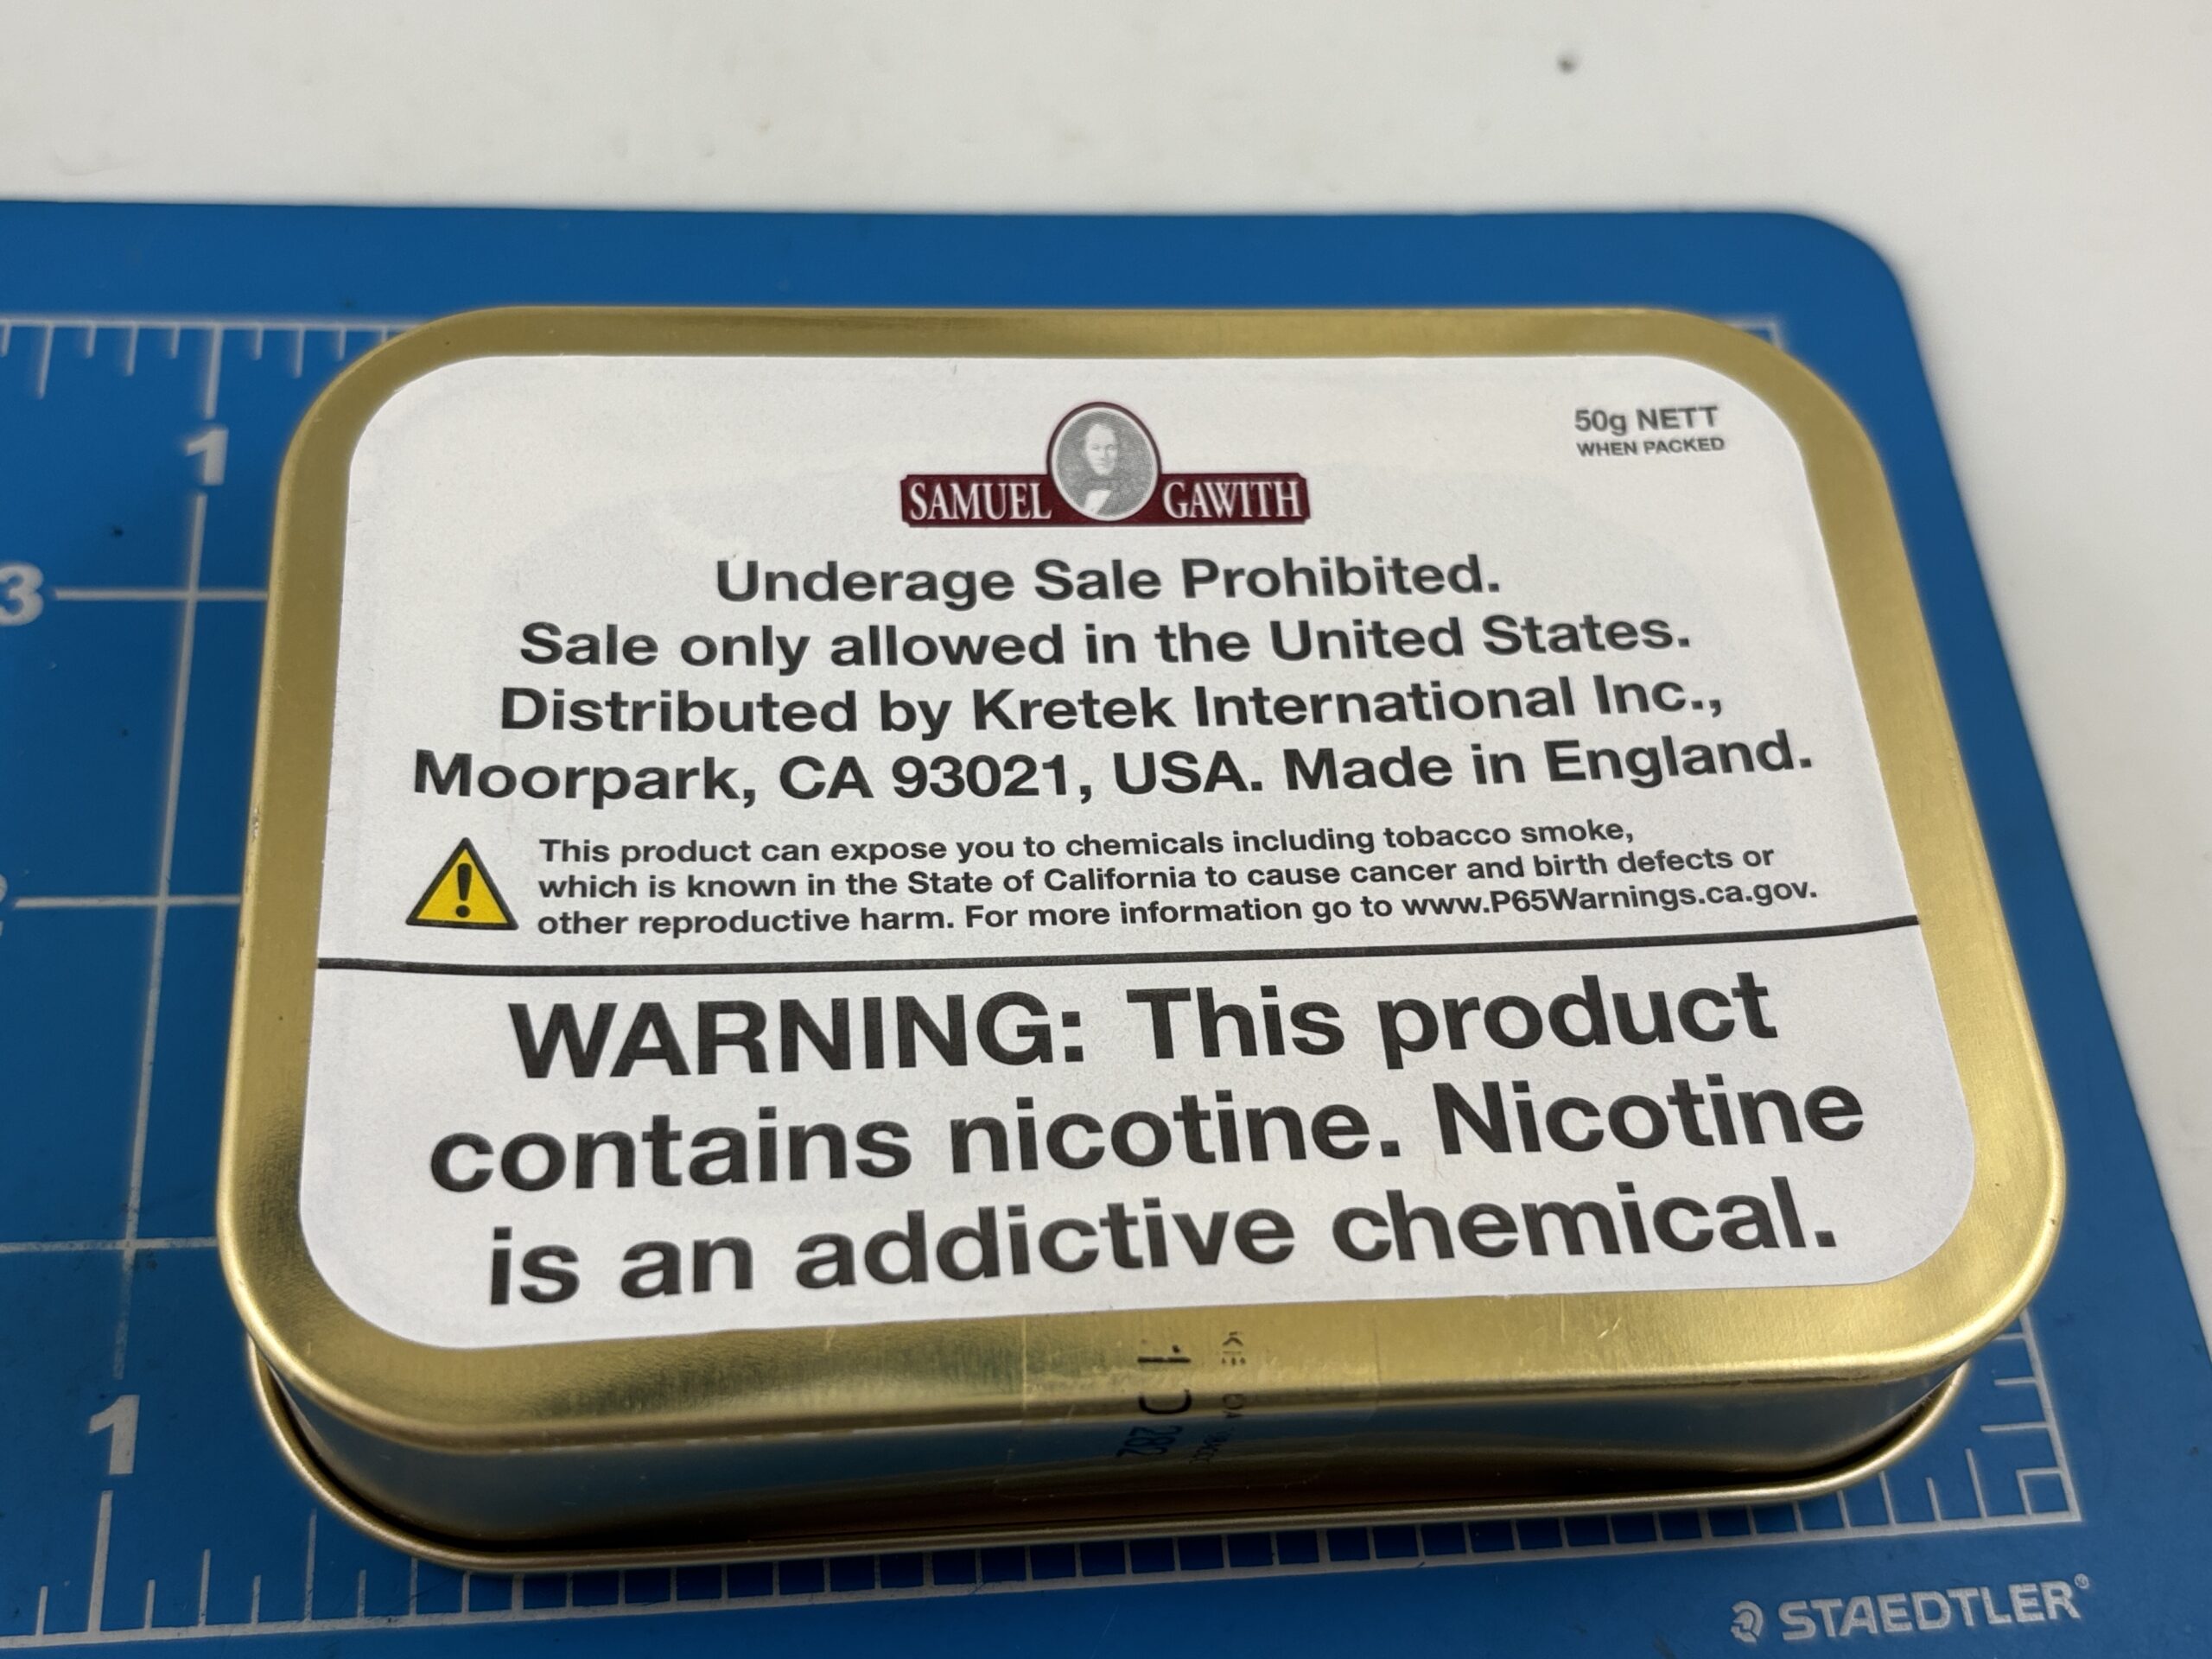 1
3
SAMUEL GAWITH
50g NETT
WHEN PACKED
Underage Sale Prohibited.
Sale only allowed in the United States.
Distributed by Kretek International Inc.,
Moorpark, CA 93021, USA. Made in England.
This product can expose you to chemicals including tobacco smoke,
which is known in the State of California to cause cancer and birth defects or
other reproductive harm. For more information go to www.P65Warnings.ca.gov.
WARNING: This product
contains nicotine. Nicotine
is an addictive chemical.
1
STAEDTLER®